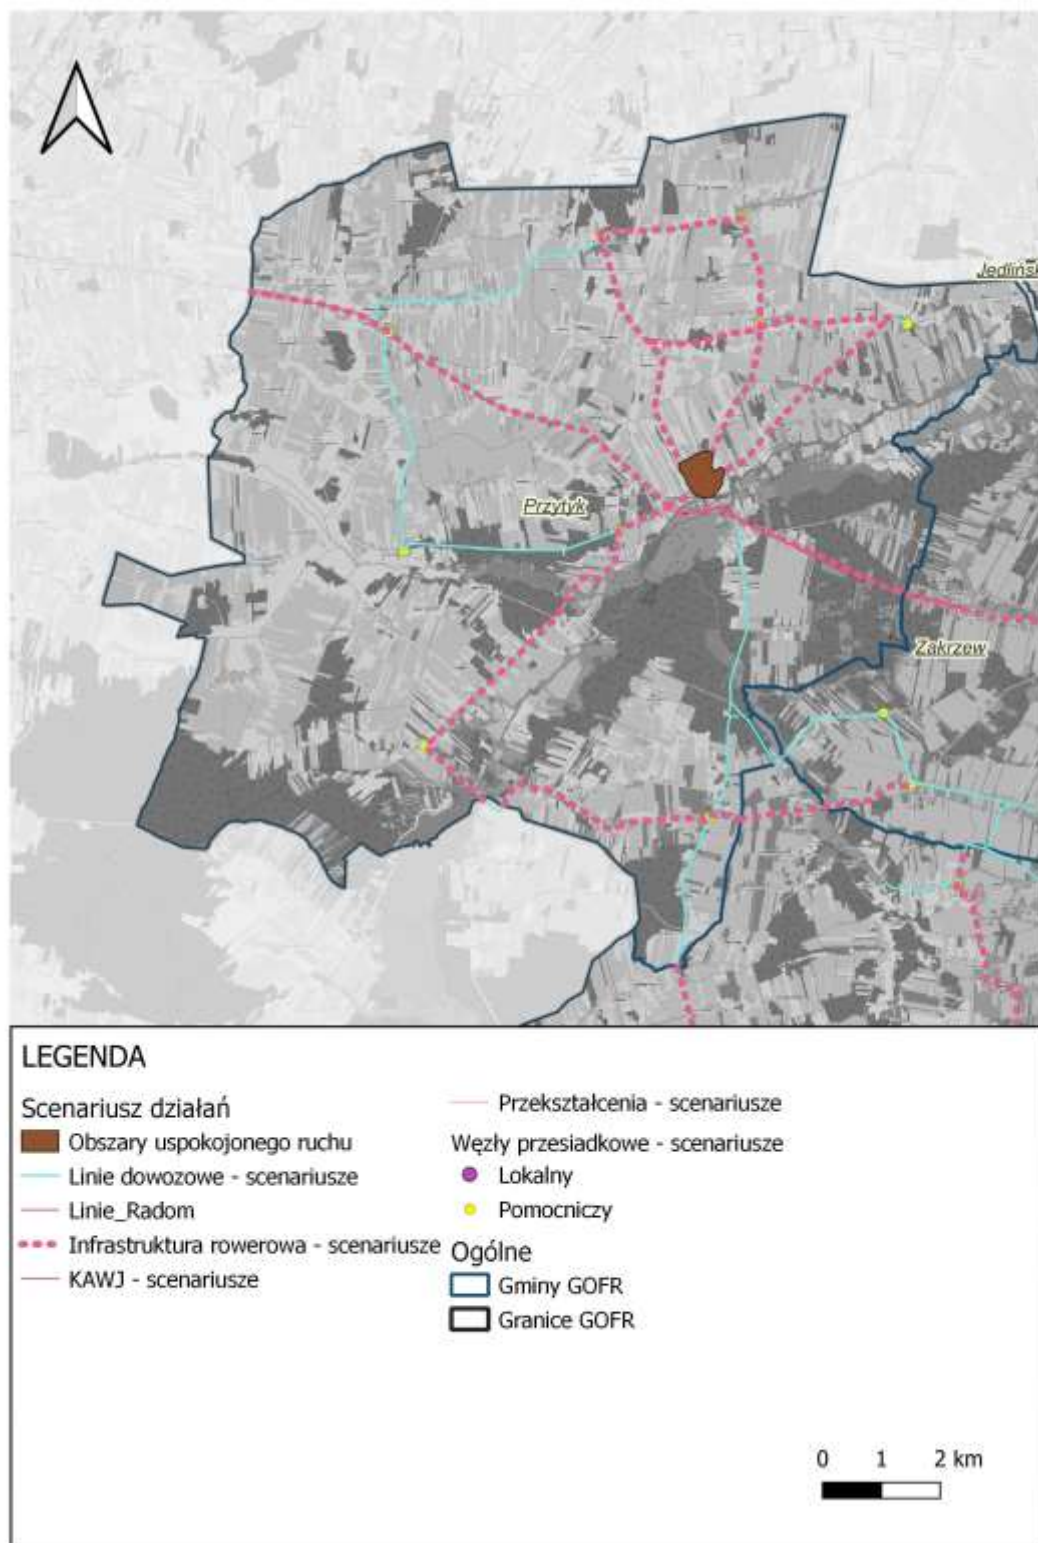 Jedlińsk
Przytyk
Zakrzew
LEGENDA
Scenariusz działań
Obszary uspokojonego ruchu
Linie dowozowe - scenariusze
Linie_Radom
Infrastruktura rowerowa - scenariusze
KAWJ - scenariusze
Przekształcenia - scenariusze
Węzły przesiadkowe - scenariusze
Lokalny
Pomocniczy
Ogólne
Gminy GOFR
Granice GOFR
0 1 2 km